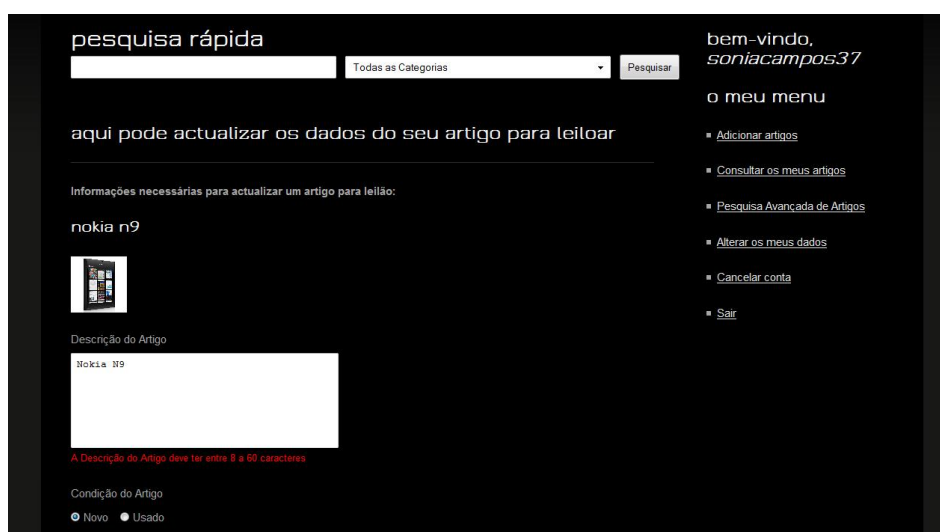 pesquisa rápida
Todas as Categorias
Pesquisar
aqui pode actualizar os dados do seu artigo para leiloar
Informações necessárias para actualizar um artigo para leilão:
nokia n9
Descrição do Artigo
Nokia N9
A Descrição do Artigo deve ter entre 8 a 60 caracteres
Condição do Artigo
Novo Usado
bem-vindo,
soniacampos37
o meu menu
Adicionar artigos
Consultar os meus artigos
Pesquisa Avançada de Artigos
Alterar os meus dados
Cancelar conta
Sair